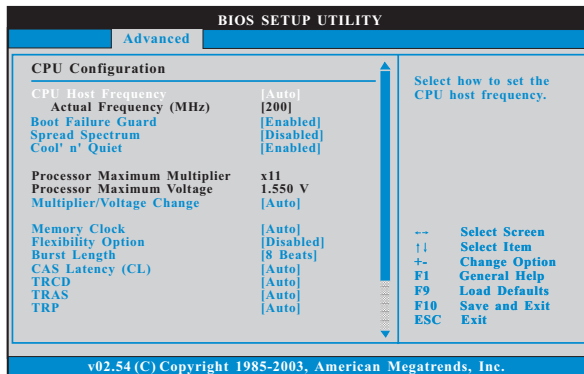 BIOS SETUP UTILITY
Advanced
CPU Configuration
CPU Host Frequency [Auto]
Actual Frequency (MHz) [200]
Boot Failure Guard [Enabled]
Spread Spectrum [Disabled]
Cool' n' Quiet [Enabled]
Processor Maximum Multiplier x11
Processor Maximum Voltage 1.550 V
Multiplier/Voltage Change [Auto]
Memory Clock [Auto]
Flexibility Option [Disabled]
Burst Length [8 Beats]
CAS Latency (CL) [Auto]
TRCD [Auto]
TRAS [Auto]
TRP [Auto]
Select how to set the
CPU host frequency.
←→ Select Screen
↑↓ Select Item
+- Change Option
F1 General Help
F9 Load Defaults
F10 Save and Exit
ESC Exit
v02.54 (C) Copyright 1985-2003, American Megatrends, Inc.